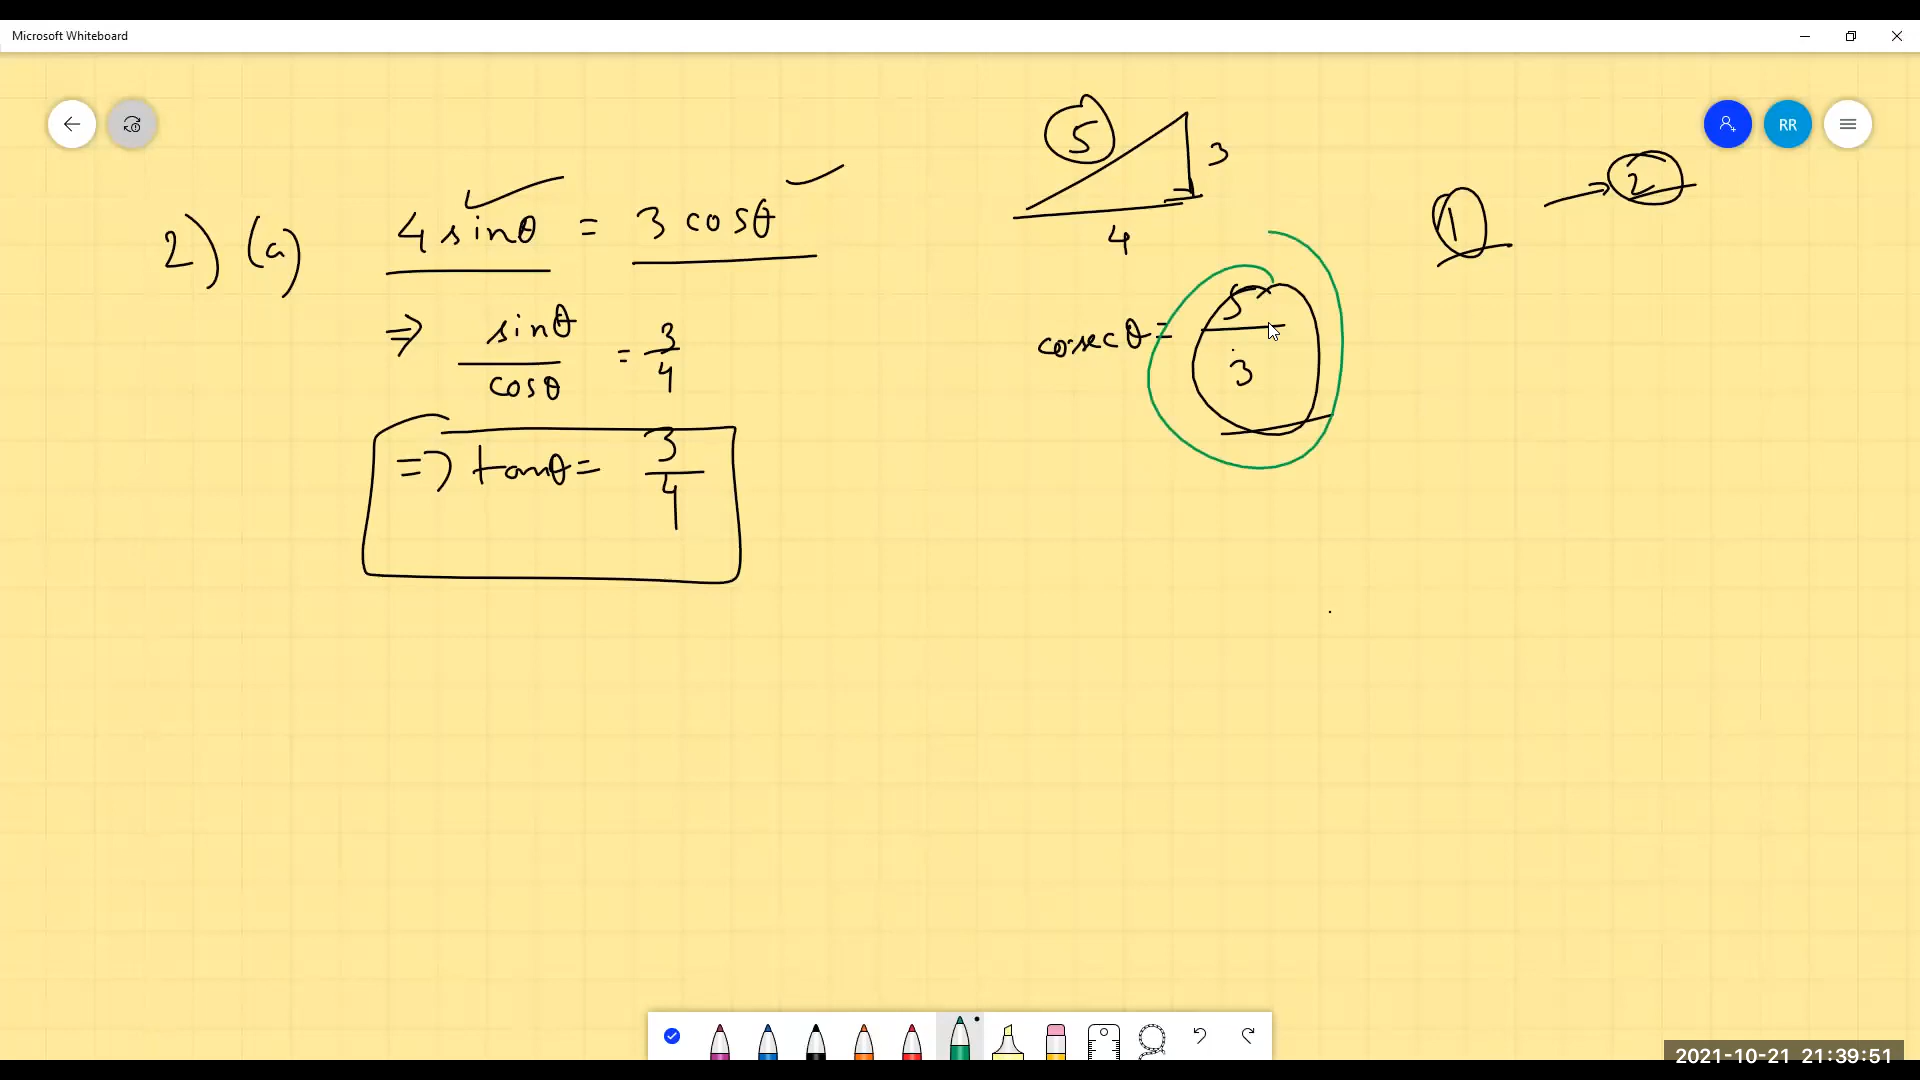 Microsoft Whiteboard
RR
2) (a) 4 sinθ = 3 cosθ
⇒ sinθ/cosθ = 3/4
⇒ tanθ = 3/4
5
3
4
cosec θ = 5/3
1 → 2
2021-10-21 21:39:51